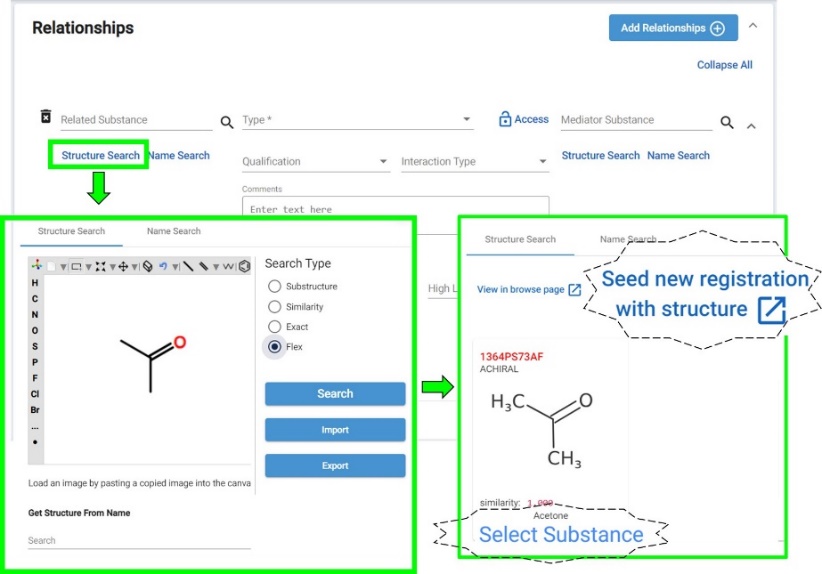 Relationships
Add Relationships
Collapse All
Related Substance
Type *
Access
Mediator Substance
Structure Search Name Search
Qualification
Interaction Type
Structure Search Name Search
Comments
Enter text here
Structure Search
Name Search
Search Type
H
C
N
O
S
P
F
Cl
Br
...
Substructure
Similarity
Exact
Flex
O
Search
Import
Export
Load an image by pasting a copied image into the canva
Get Structure From Name
Search
High L
Structure Search
Name Search
View in browse page
Seed new registration
with structure
1364PS73AF
ACHIRAL
H3C
O
CH3
similarity: 1.000
Acetone
Select Substance